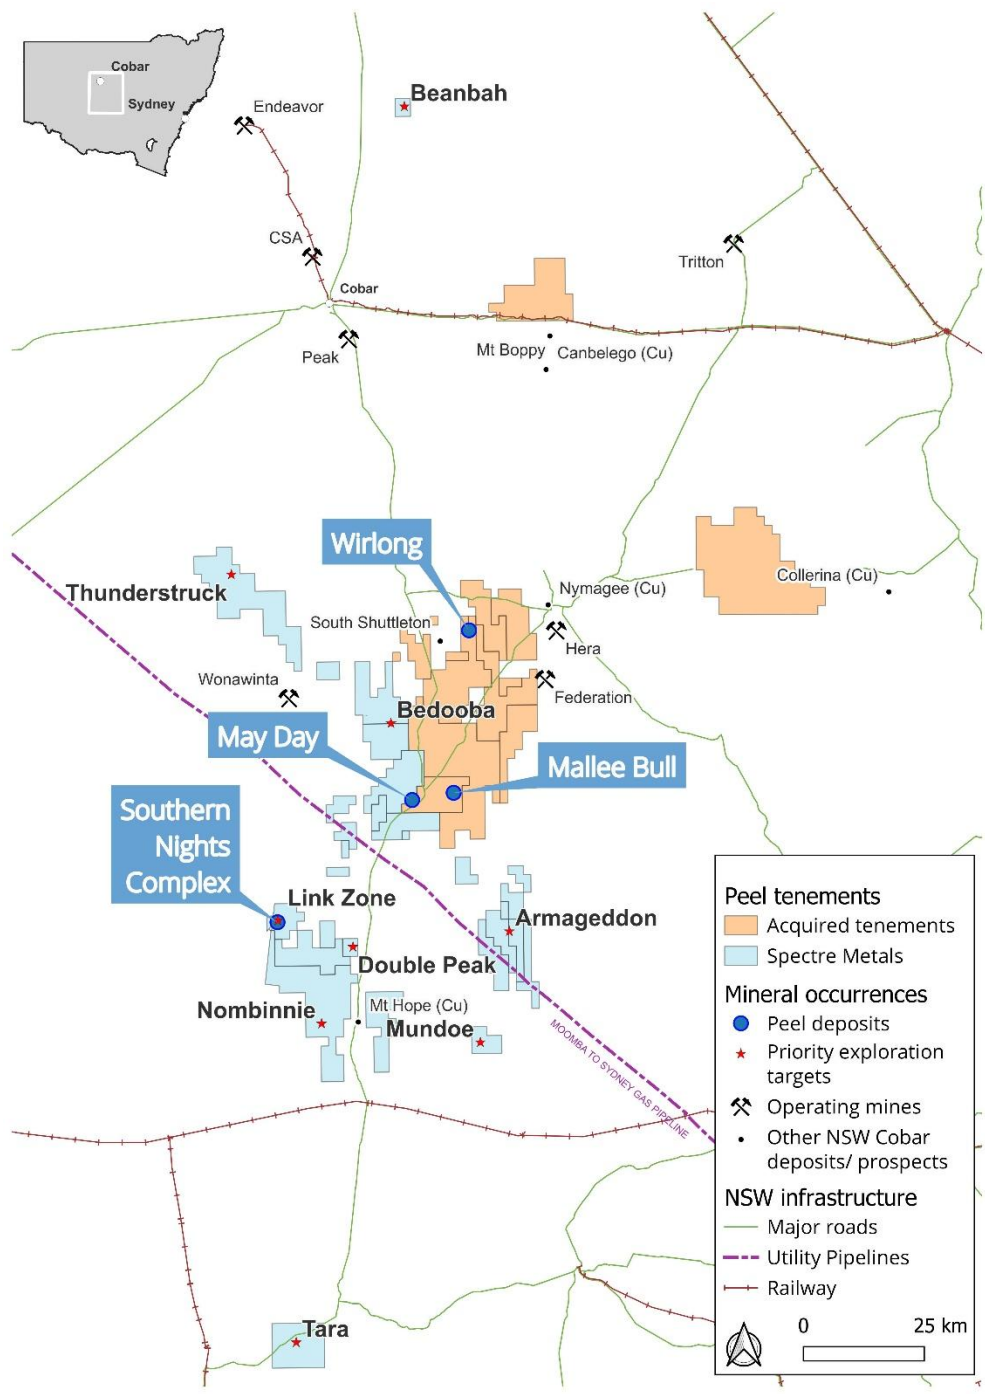 Cobar
Sydney
Beanbah
Endeavor
CSA
Tritton
Cobar
Peak
Mt Boppy
Canbelego (Cu)
Wirlong
Thunderstruck
Nymagee (Cu)
Collerina (Cu)
South Shuttleton
Hera
Wonawinta
Federation
Bedooba
May Day
Mallee Bull
Southern
Nights
Complex
Link Zone
Armageddon
Double Peak
Nombinnie
Mt Hope (Cu)
Mundoe
MOOMBA TO SYDNEY GAS PIPELINE
Tara
Peel tenements
Acquired tenements
Spectre Metals
Mineral occurrences
Peel deposits
Priority exploration
targets
Operating mines
Other NSW Cobar
deposits/ prospects
NSW infrastructure
Major roads
Utility Pipelines
Railway
0 25 km